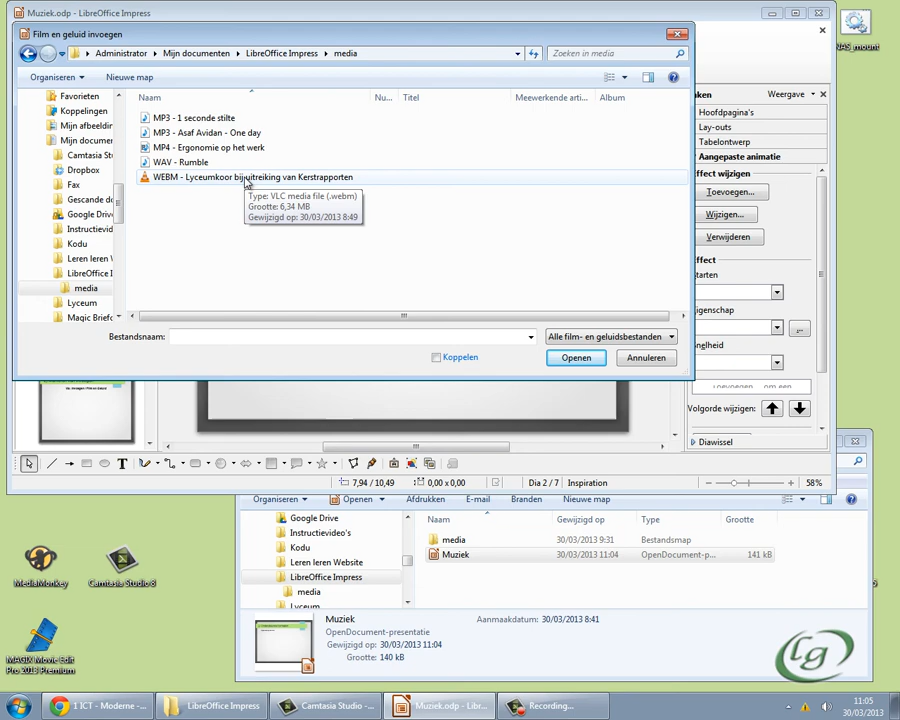 Muziek.odp - LibreOffice Impress
Film en geluid invoegen
Administrator
Mijn documenten
LibreOffice Impress
media
Zoeken in media
NAS_mount
Organiseren
Nieuwe map
Favorieten
Koppelingen
Mijn afbeeldin
Mijn documen
Camtasia St
Dropbox
Fax
Gescande do
Google Drive
Instructievid
Kodu
Leren leren
LibreOffice I
media
Lyceum
Magic Briefc
Naam
Nu...
Titel
Meewerkende arti...
Album
MP3 - 1 seconde stilte
MP3 - Asaf Avidan - One day
MP4 - Ergonomie op het werk
WAV - Rumble
WEBM - Lyceumkoor bij uitreiking van Kerstrapporten
Type: VLC media file (.webm)
Grootte: 6,34 MB
Gewijzigd op: 30/03/2013 8:49
Bestandsnaam:
Alle film- en geluidsbestanden
Koppelen
Openen
Annuleren
Weergave
Hoofdpagina's
Lay-outs
Tabelontwerp
Aangepaste animatie
ffect wijzigen
Toevoegen...
Wijzigen...
Verwijderen
ffect
tarten
igenschap
nelheid
Volgorde wijzigen:
Diawissel
7,94 / 10,49
0,00 x 0,00
Dia 2 / 7
Inspiration
58%
Organiseren
Openen
Afdrukken
E-mail
Branden
Nieuwe map
Google Drive
Instructievideo's
Kodu
Leren leren Website
LibreOffice Impress
media
Lyceum
Naam
Gewijzigd op
Type
Grootte
media
30/03/2013 9:31
Bestandsmap
Muziek
30/03/2013 11:04
OpenDocument-p...
141 kB
Muziek
Aanmaakdatum: 30/03/2013 8:41
OpenDocument-presentatie
Gewijzigd op: 30/03/2013 11:04
Grootte: 140 kB
MediaMonkey
Camtasia Studio 8
MAGIX Movie Edit
Pro 2013 Premium
lg
1 ICT - Moderne -...
LibreOffice Impress
Camtasia Studio -...
Muziek.odp - Libr...
Recording...
11:05
30/03/2013